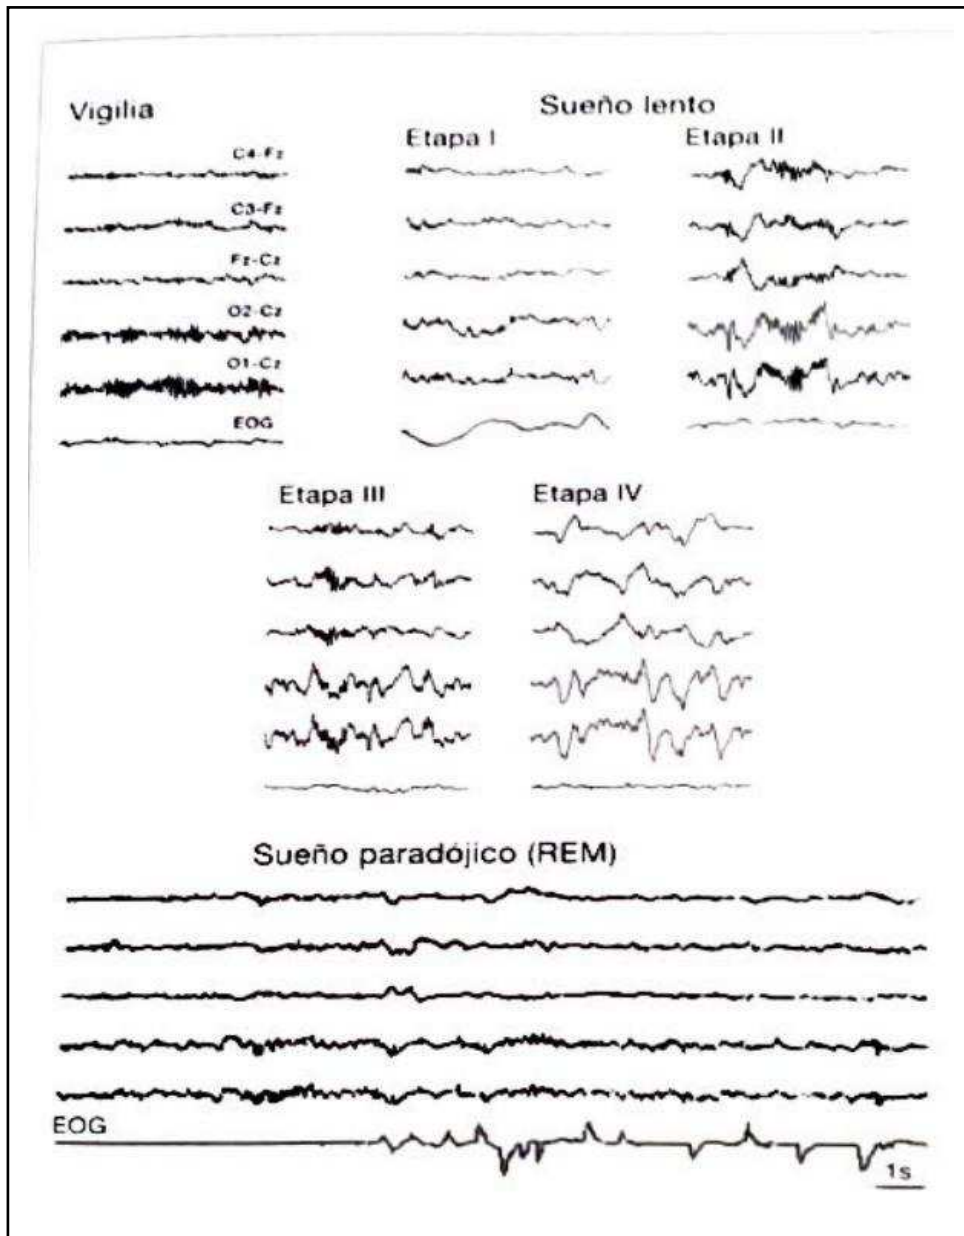 Vigilia
Sueño lento
Etapa I
Etapa II
C4-Fz
C3-Fz
Fz-Cz
O2-Cz
O1-Cz
EOG
Etapa III
Etapa IV
Sueño paradójico (REM)
EOG
1s